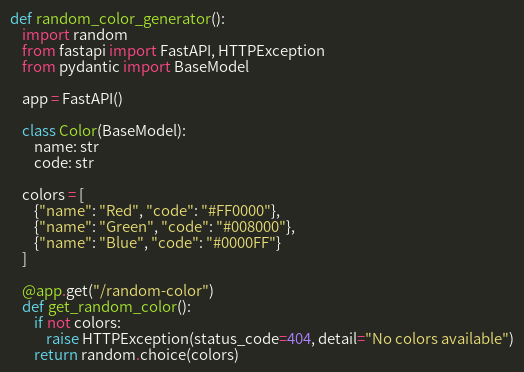 def random_color_generator():
    import random
    from fastapi import FastAPI, HTTPException
    from pydantic import BaseModel

    app = FastAPI()

    class Color(BaseModel):
        name: str
        code: str

    colors = [
        {"name": "Red", "code": "#FF0000"},
        {"name": "Green", "code": "#008000"},
        {"name": "Blue", "code": "#0000FF"}
    ]

    @app.get("/random-color")
    def get_random_color():
        if not colors:
            raise HTTPException(status_code=404, detail="No colors available")
        return random.choice(colors)